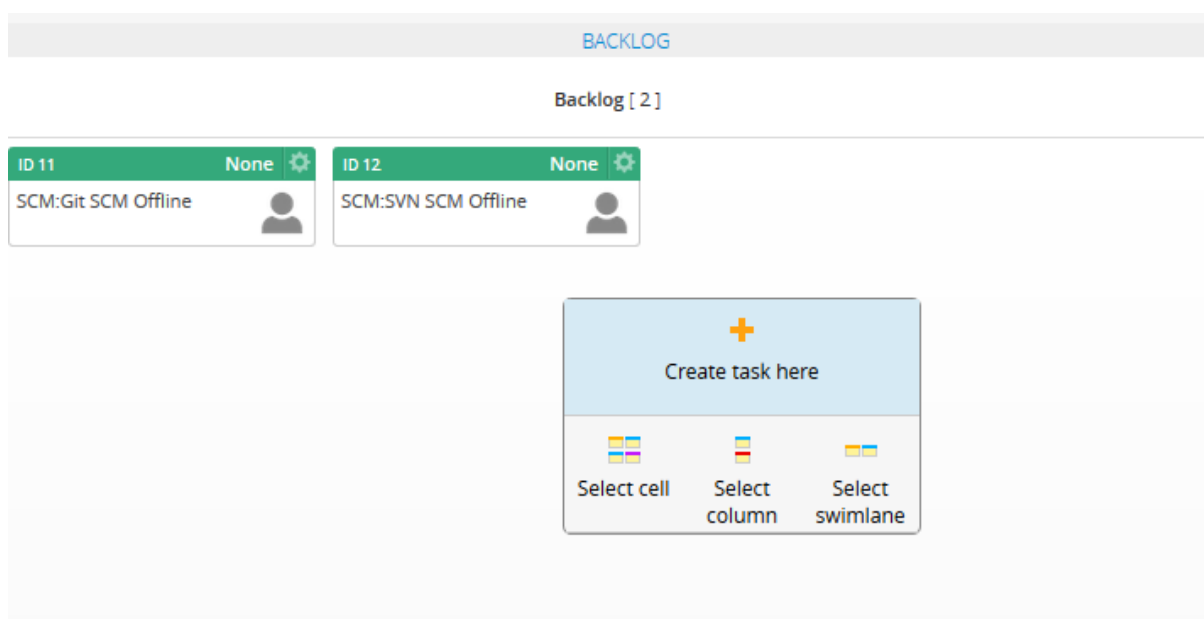 BACKLOG
Backlog [ 2 ]
ID 11 None
SCM:Git SCM Offline
ID 12 None
SCM:SVN SCM Offline
Create task here
Select cell
Select
column
Select
swimlane